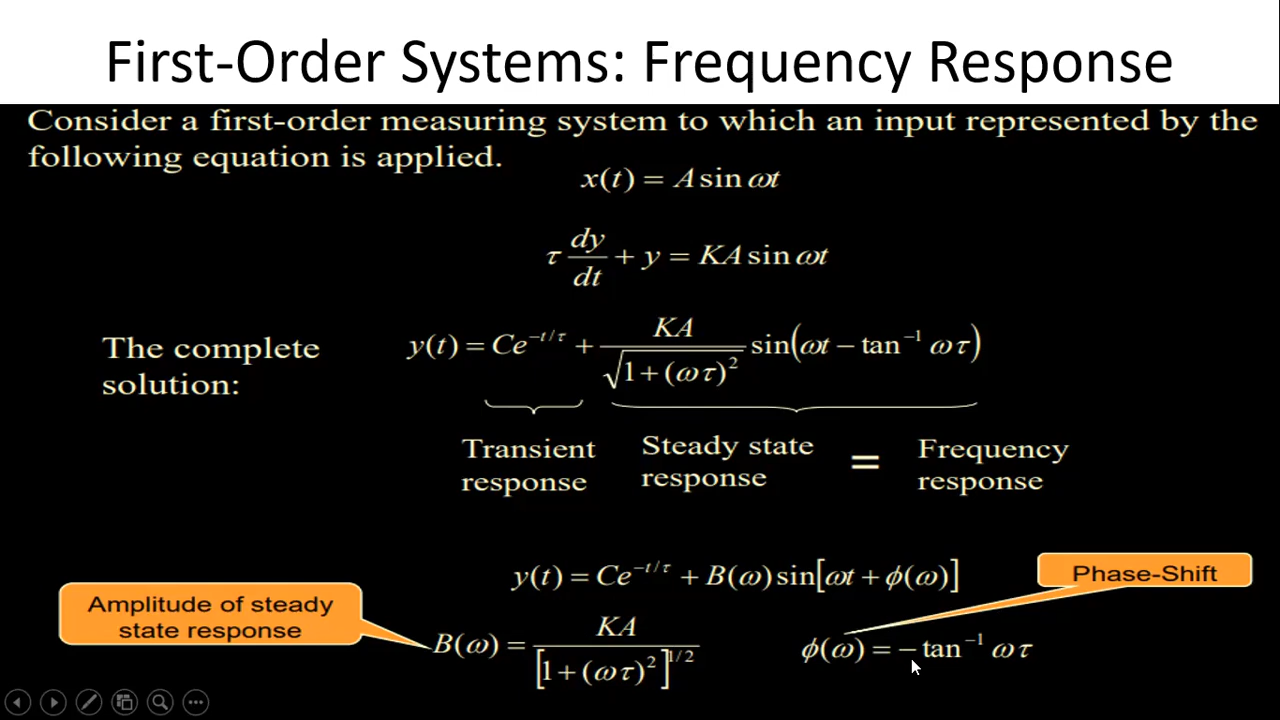 First-Order Systems: Frequency Response
Consider a first-order measuring system to which an input represented by the
following equation is applied.
x(t) = A sin ωt
τ dy/dt + y = KA sin ωt
The complete
solution:
y(t) = Ce^{-t/τ} + KA/√(1 + (ωτ)²) sin(ωt − tan⁻¹ ωτ)
Transient
response
Steady state
response
=
Frequency
response
y(t) = Ce^{-t/τ} + B(ω) sin[ωt + ϕ(ω)]
Phase-Shift
Amplitude of steady
state response
B(ω) = KA/[1 + (ωτ)²]^{1/2}
ϕ(ω) = − tan⁻¹ ωτ